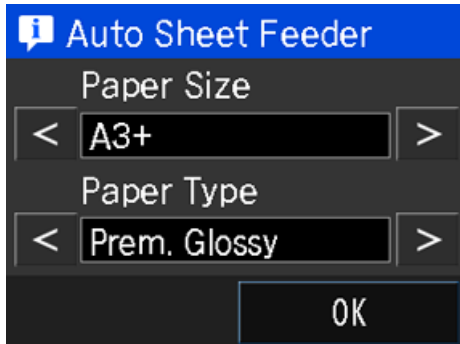 Auto Sheet Feeder
Paper Size
< A3+ >
Paper Type
< Prem. Glossy >
OK